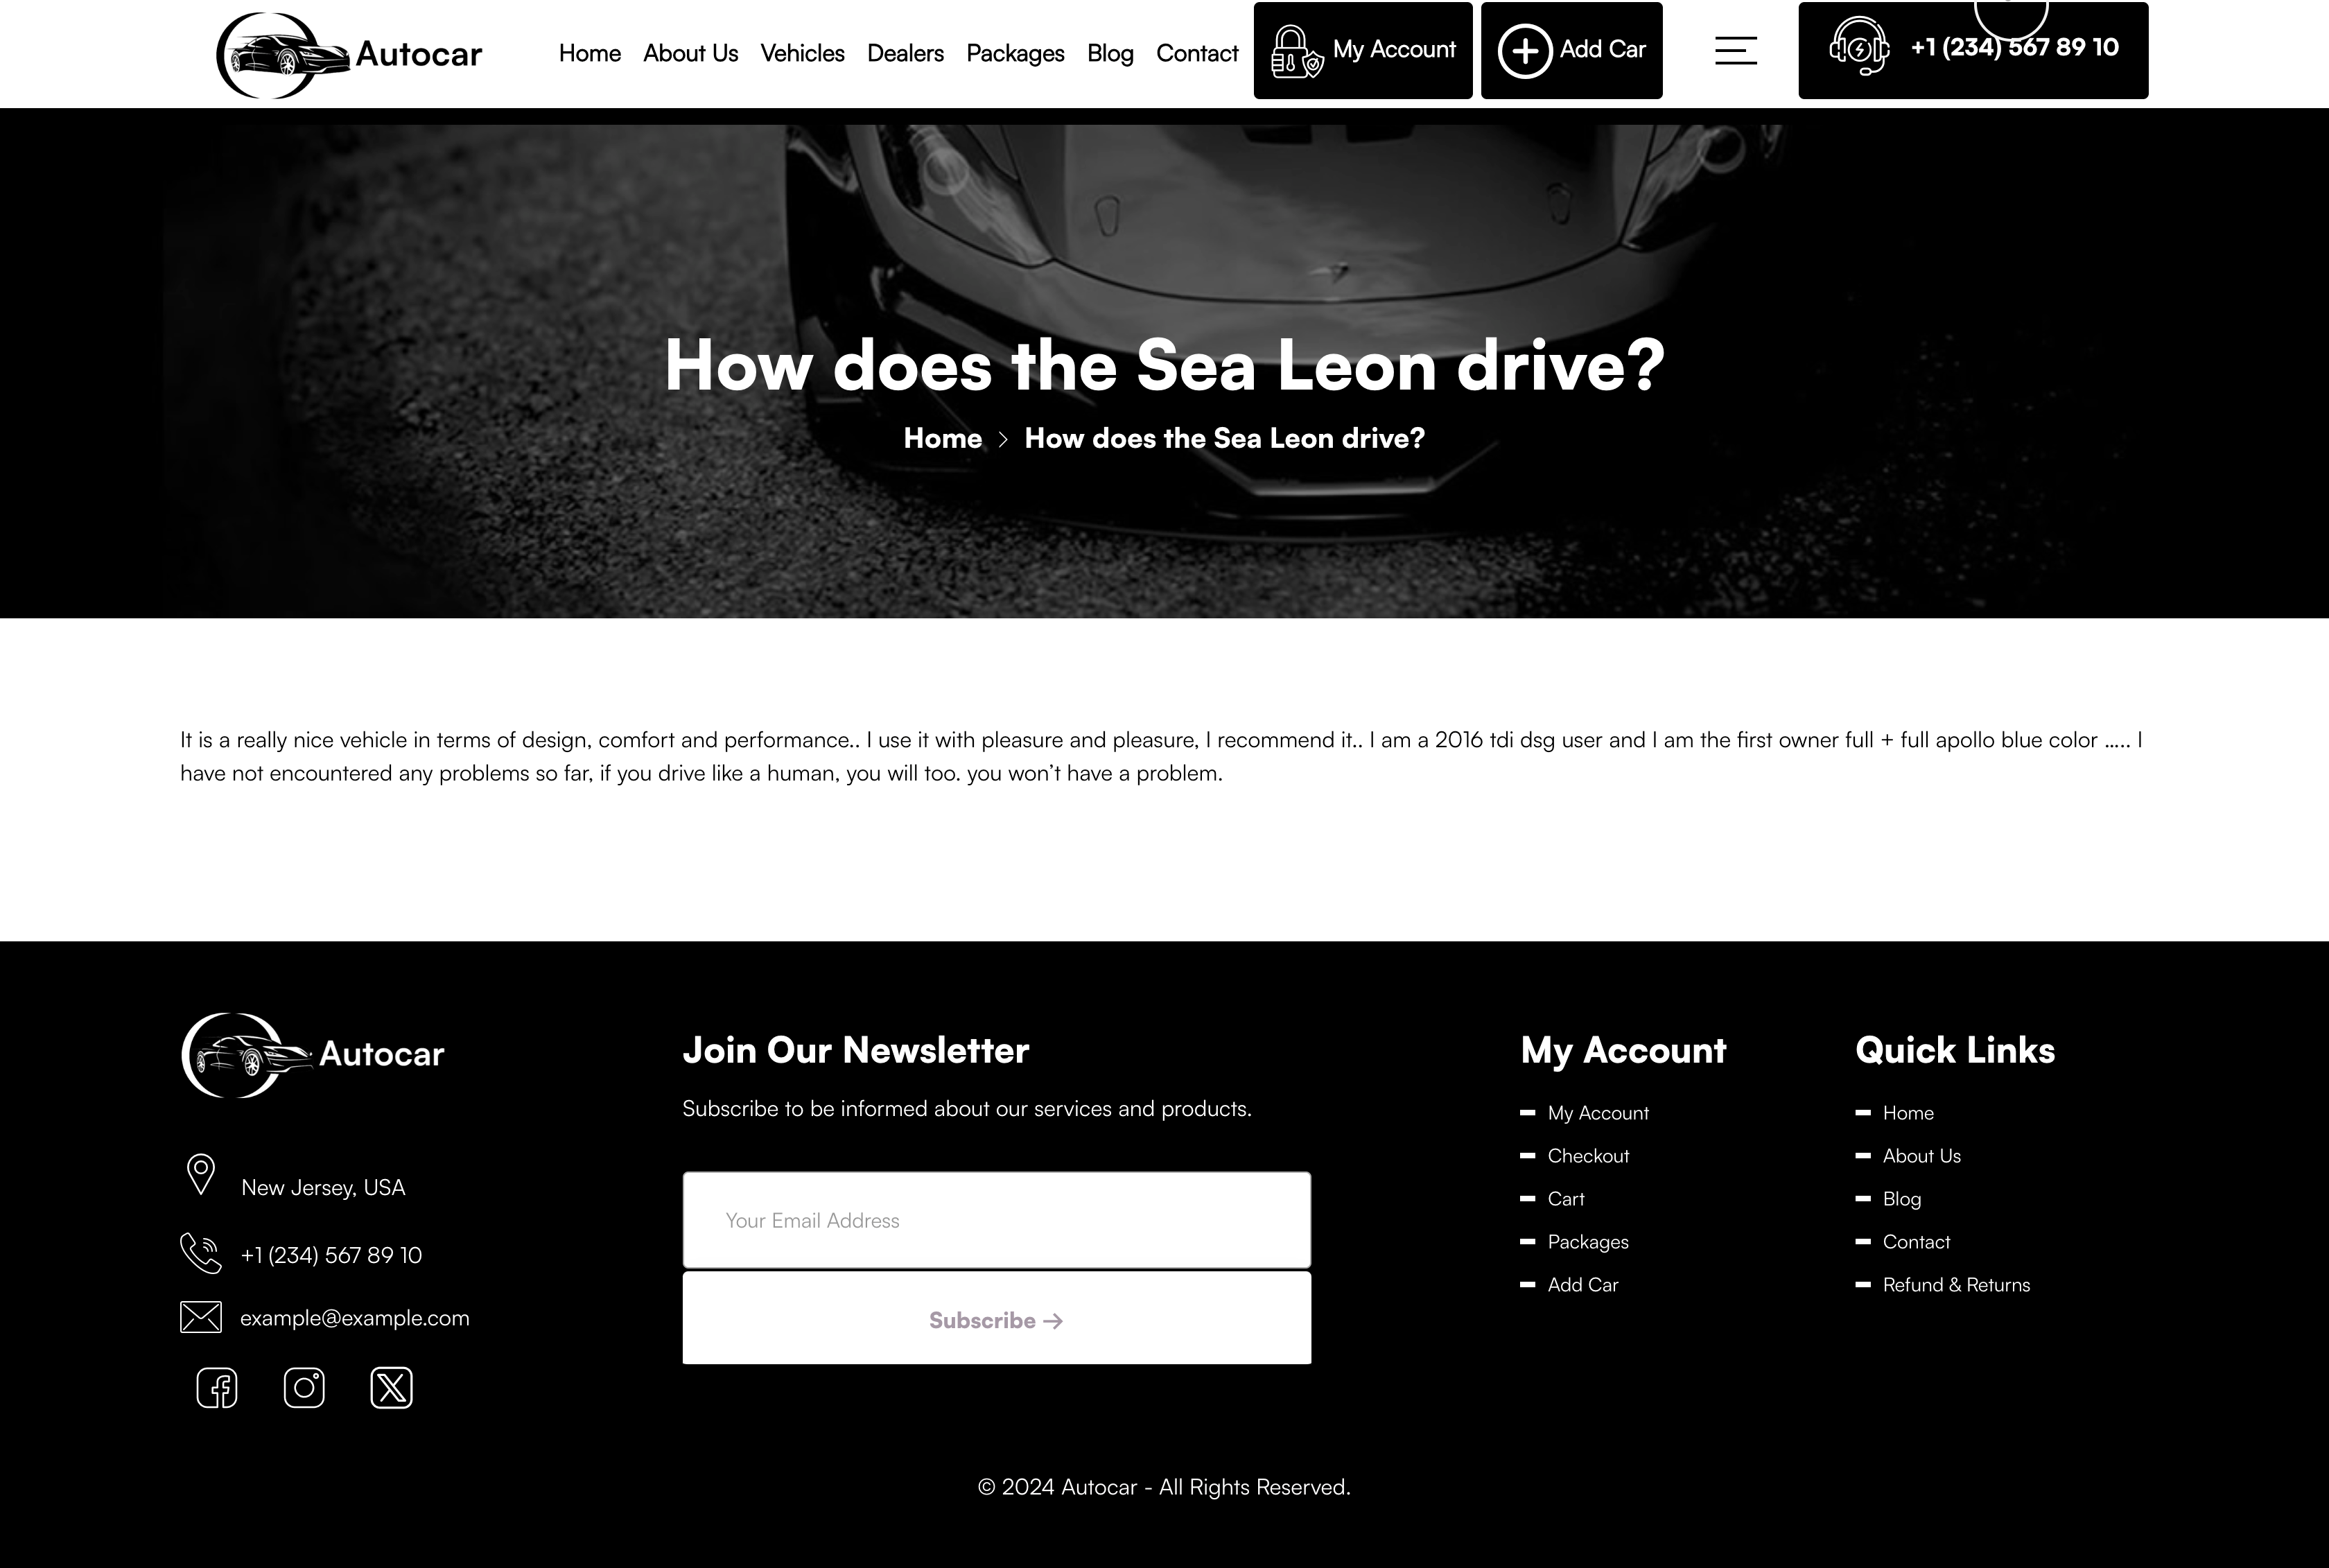 Autocar
Home About Us Vehicles Dealers Packages Blog Contact My Account Add Car +1 (234) 567 89 10
How does the Sea Leon drive?
Home > How does the Sea Leon drive?
It is a really nice vehicle in terms of design, comfort and performance.. I use it with pleasure and pleasure, I recommend it.. I am a 2016 tdi dsg user and I am the first owner full + full apollo blue color ….. I
have not encountered any problems so far, if you drive like a human, you will too. you won’t have a problem.
Autocar
New Jersey, USA
+1 (234) 567 89 10
example@example.com
Join Our Newsletter
Subscribe to be informed about our services and products.
Your Email Address
Subscribe →
My Account
My Account
Checkout
Cart
Packages
Add Car
Quick Links
Home
About Us
Blog
Contact
Refund & Returns
© 2024 Autocar - All Rights Reserved.